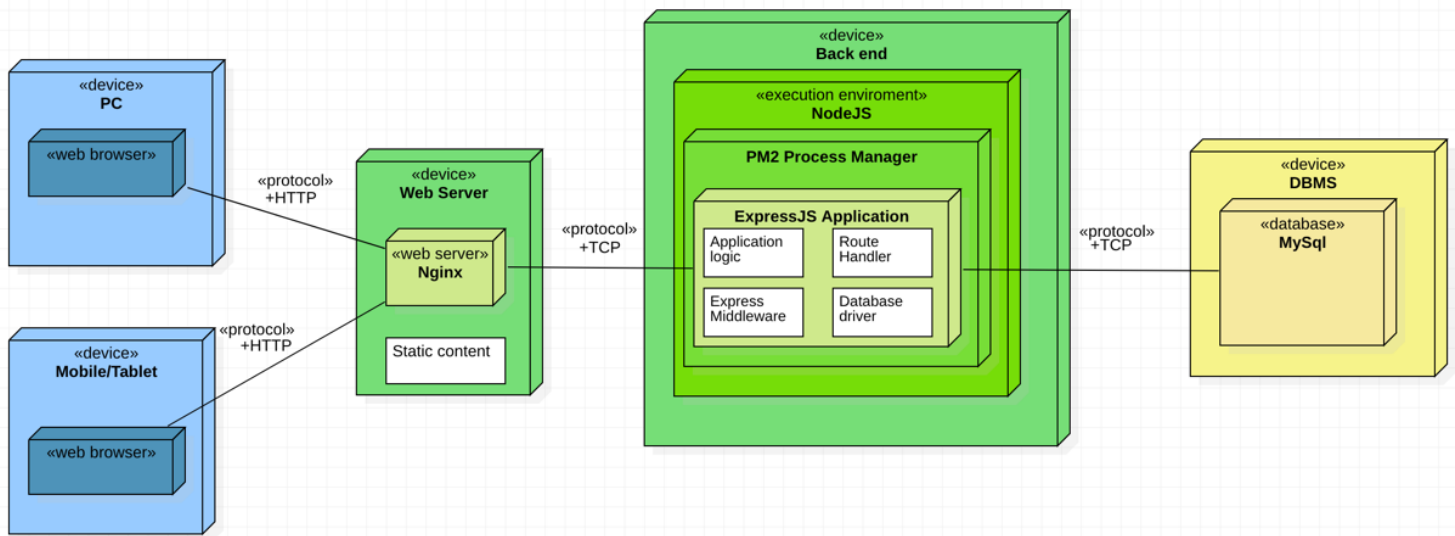 «device»
PC
«web browser»
«protocol»
+HTTP
«device»
Mobile/Tablet
«web browser»
«protocol»
+HTTP
«device»
Web Server
«web server»
Nginx
Static content
«protocol»
+TCP
«device»
Back end
«execution enviroment»
NodeJS
PM2 Process Manager
ExpressJS Application
Application
logic
Route
Handler
Express
Middleware
Database
driver
«protocol»
+TCP
«device»
DBMS
«database»
MySql